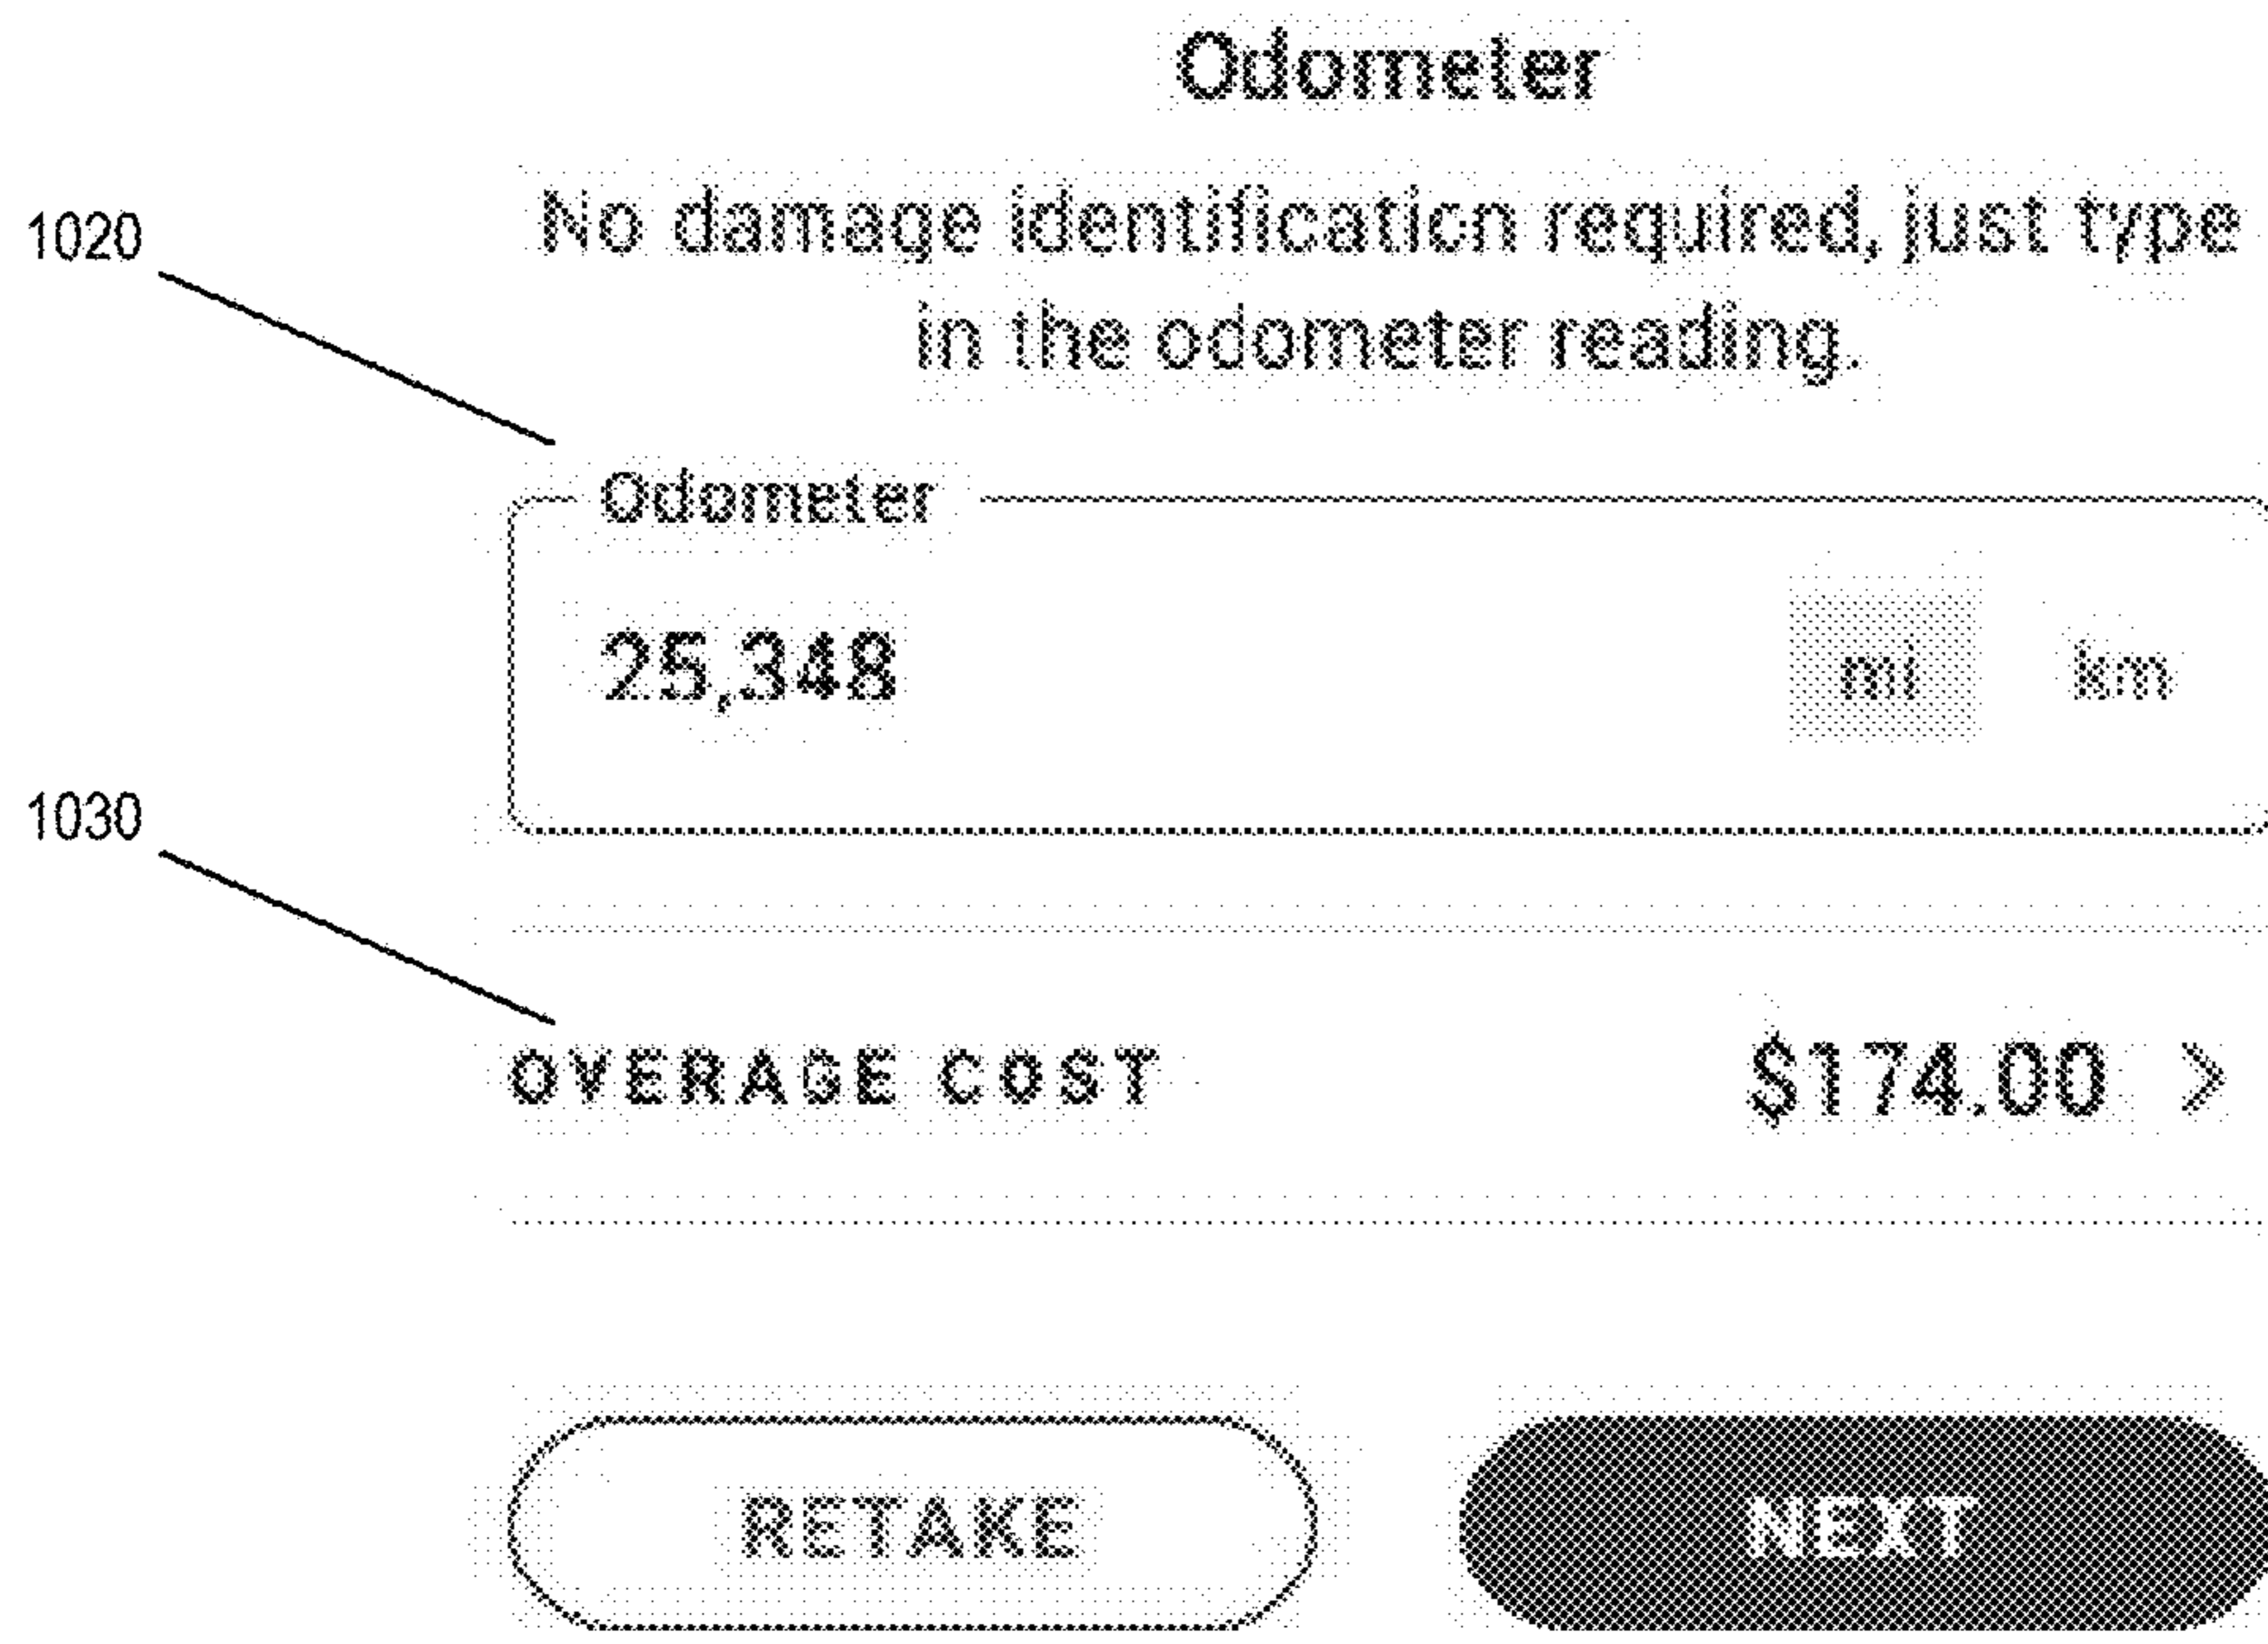 Odometer
No damage identification required, just type
in the odometer reading.
1020
Odometer
25,348 mi km
1030
OVERAGE COST $174.00 >
RETAKE NEXT